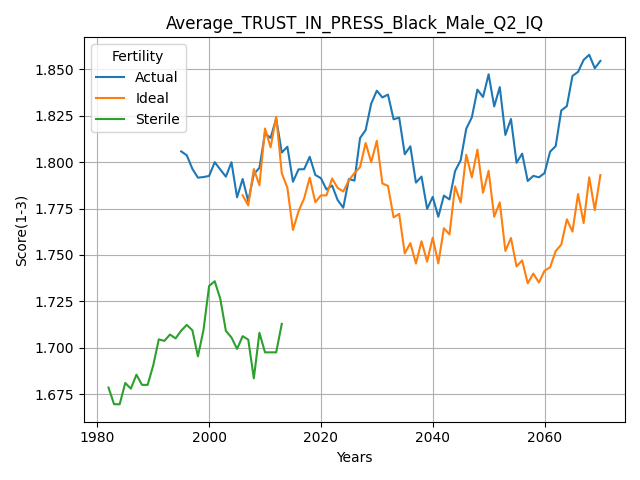 Average_TRUST_IN_PRESS_Black_Male_Q2_IQ
Fertility
Actual
Ideal
Sterile
Score(1-3)
1.850
1.825
1.800
1.775
1.750
1.725
1.700
1.675
1980
2000
2020
2040
2060
Years